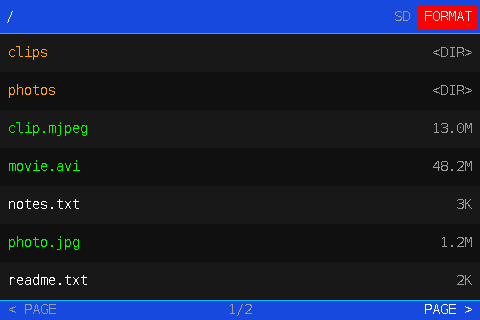 / SD FORMAT
clips <DIR>
photos <DIR>
clip.mjpeg 13.0M
movie.avi 48.2M
notes.txt 3K
photo.jpg 1.2M
readme.txt 2K
< PAGE 1/2 PAGE >